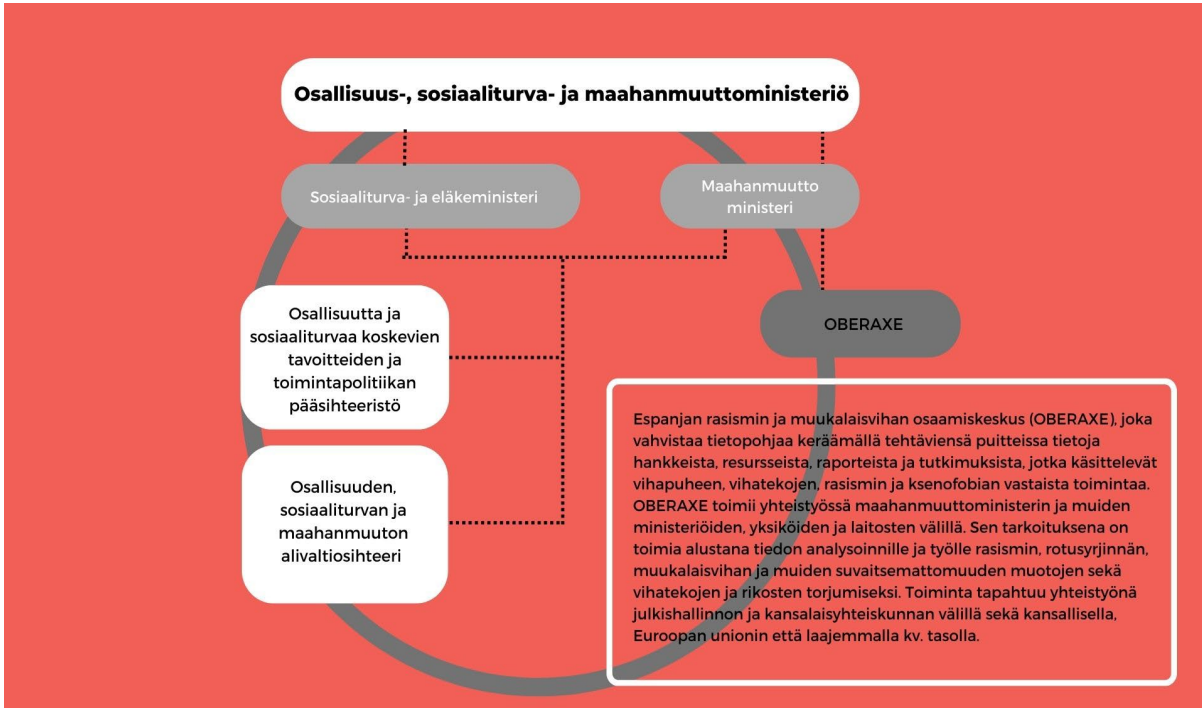 Osallisuus-, sosiaaliturva- ja maahanmuuttoministeriö
Sosiaaliturva- ja eläkeministeri
Maahanmuutto
ministeri
Osallisuutta ja
sosiaaliturvaa koskevien
tavoitteiden ja
toimintapolitiikan
pääsihteeristö
OBERAXE
Osallisuuden,
sosiaaliturvan ja
maahanmuuton
alivaltiosihteeri
Espanjan rasismin ja muukalaisvihan osaamiskeskus (OBERAXE), joka
vahvistaa tietopohjaa keräämällä tehtäviensä puitteissa tietoja
hankkeista, resursseista, raporteista ja tutkimuksista, jotka käsittelevät
vihapuheen, vihatekojen, rasismin ja ksenofobian vastaista toimintaa.
OBERAXE toimii yhteistyössä maahanmuuttoministerin ja muiden
ministeriöiden, yksiköiden ja laitosten välillä. Sen tarkoituksena on
toimia alustana tiedon analysoinnille ja työlle rasismin, rotusyrjinnän,
muukalaisvihan ja muiden suvaitsemattomuuden muotojen sekä
vihatekojen ja rikosten torjumiseksi. Toiminta tapahtuu yhteistyönä
julkishallinnon ja kansalaisyhteiskunnan välillä sekä kansallisella,
Euroopan unionin että laajemmalla kv. tasolla.